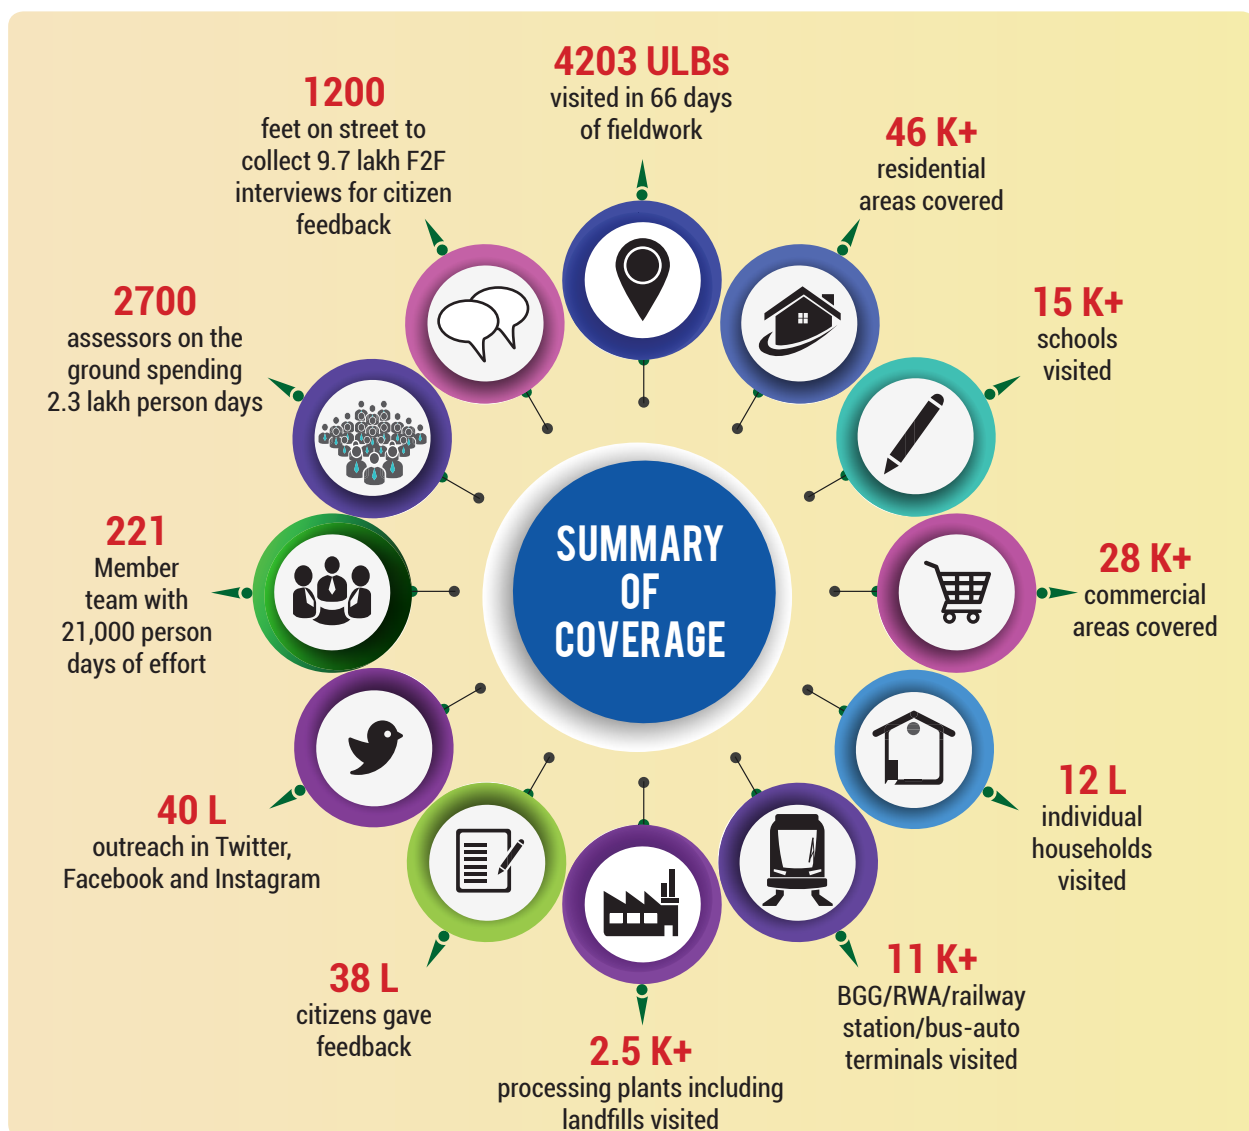 4203 ULBs
visited in 66 days
of fieldwork
46 K+
residential
areas covered
15 K+
schools
visited
28 K+
commercial
areas covered
12 L
individual
households
visited
11 K+
BGG/RWA/railway
station/bus-auto
terminals visited
2.5 K+
processing plants including
landfills visited
38 L
citizens gave
feedback
40 L
outreach in Twitter,
Facebook and Instagram
221
Member
team with
21,000 person
days of effort
2700
assessors on the
ground spending
2.3 lakh person days
1200
feet on street to
collect 9.7 lakh F2F
interviews for citizen
feedback
SUMMARY
OF
COVERAGE